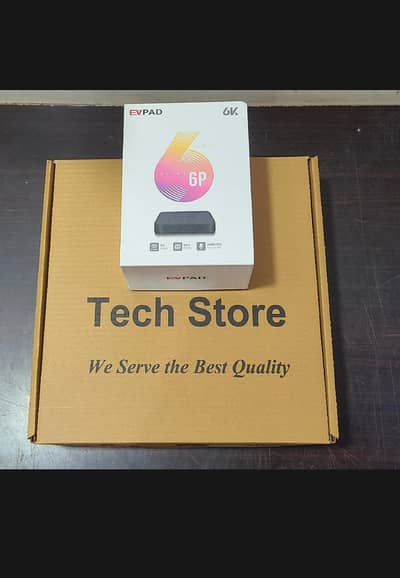 EVPAD
6K
6P
EVPAD
Tech Store
We Serve the Best Quality